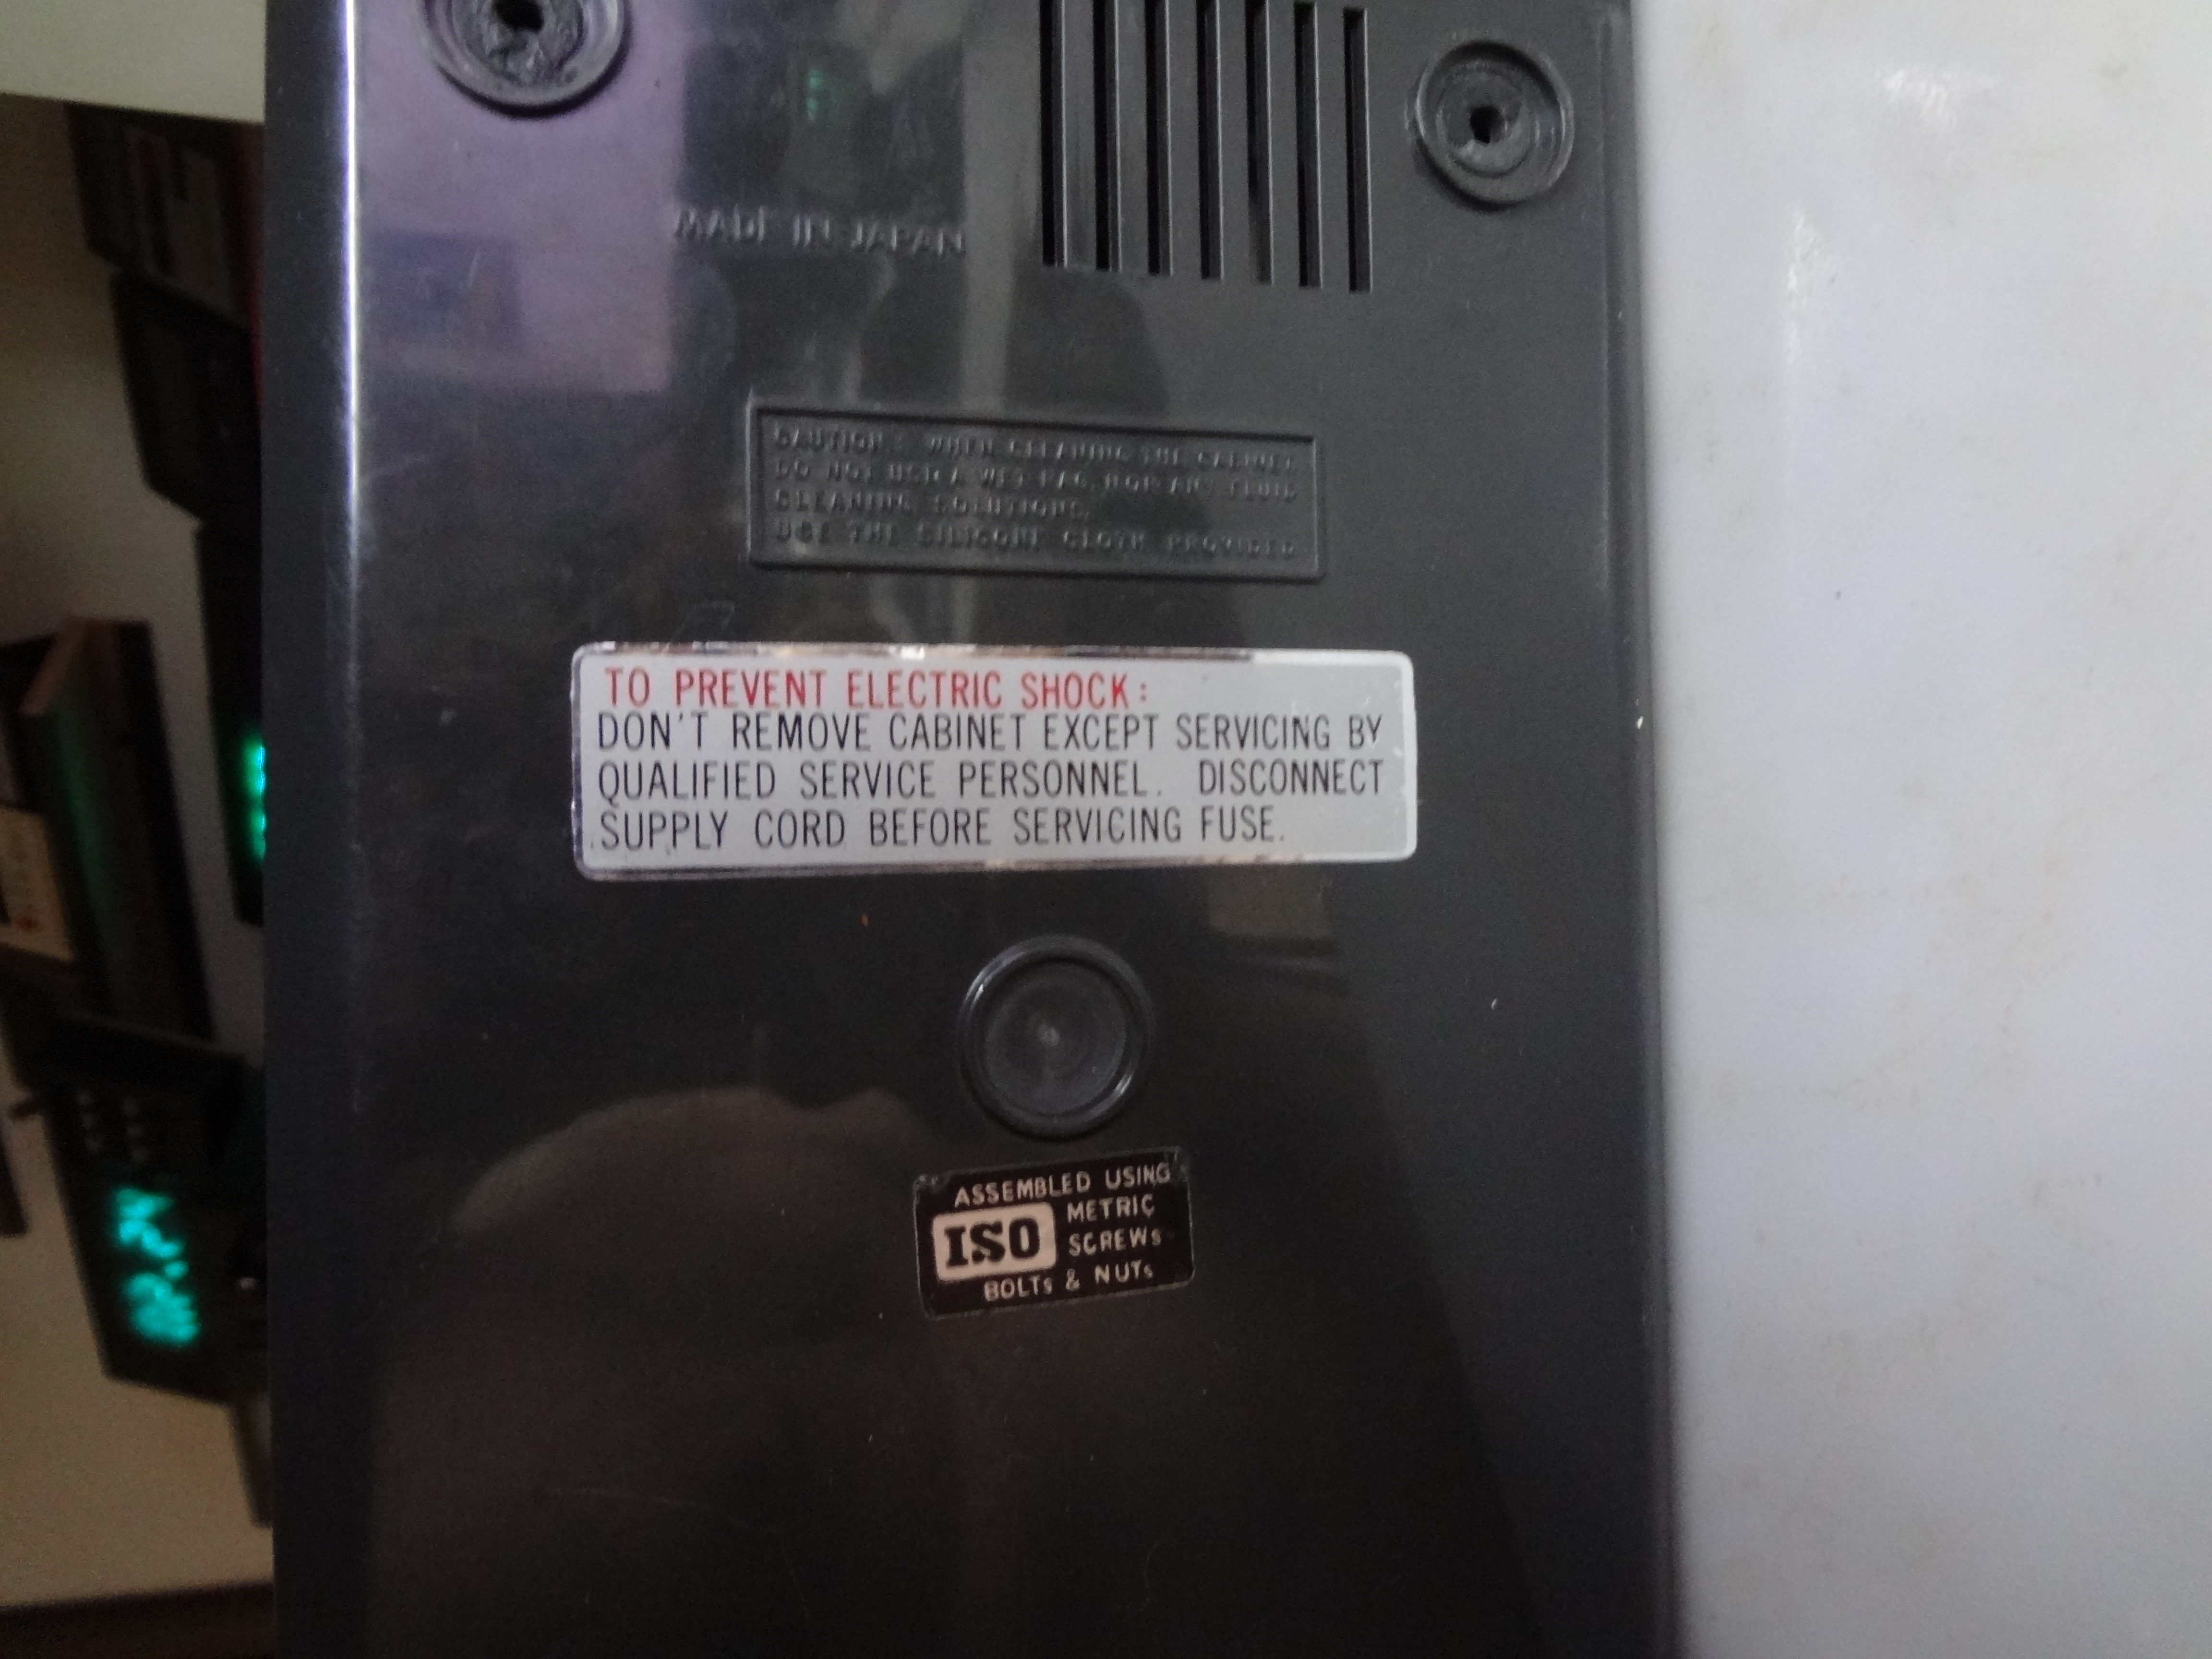 MADE IN JAPAN
CAUTION: WHEN CLEANING THE CABINET
DO NOT USE A WET RAG, NOR ANY FLUID
CLEANING SOLUTIONS.
USE THE SILICONE CLOTH PROVIDED
TO PREVENT ELECTRIC SHOCK:
DON'T REMOVE CABINET EXCEPT SERVICING BY
QUALIFIED SERVICE PERSONNEL. DISCONNECT
SUPPLY CORD BEFORE SERVICING FUSE.
ASSEMBLED USING
ISO METRIC
SCREWs
BOLTs & NUTs